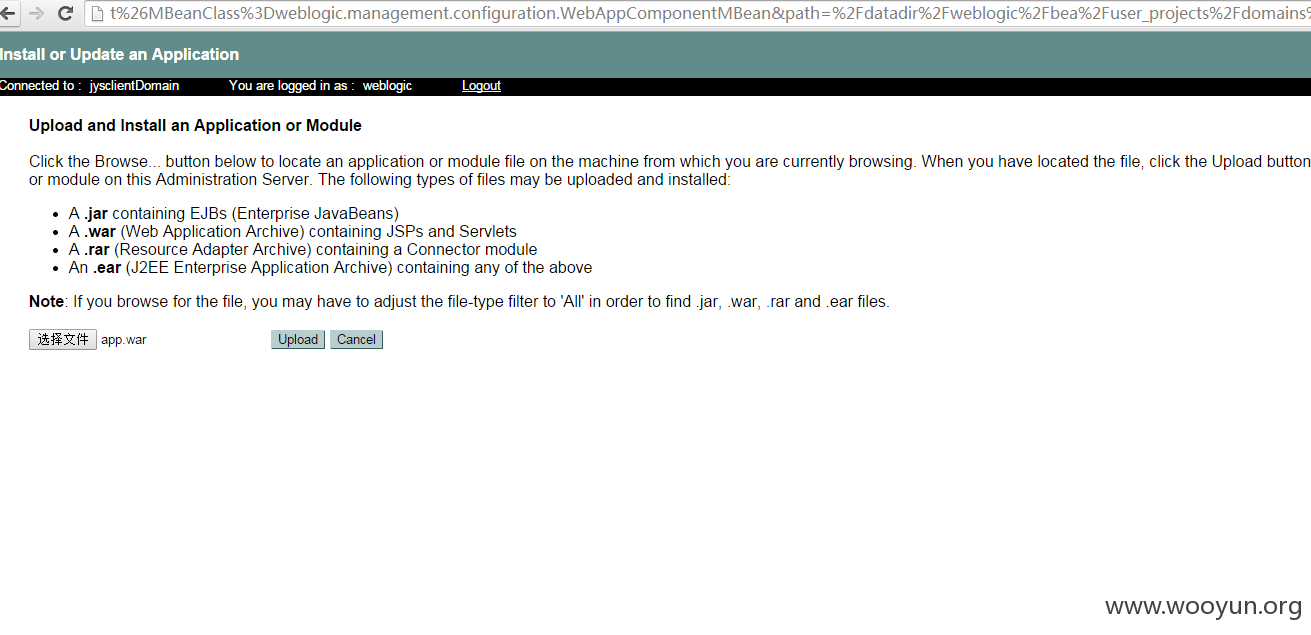 t%26MBeanClass%3Dweblogic.management.configuration.WebAppComponentMBean&path=%2Fdatadir%2Fweblogic%2Fbea%2Fuser_projects%2Fdomains%
Install or Update an Application
Connected to : jysclientDomain You are logged in as : weblogic Logout
Upload and Install an Application or Module
Click the Browse... button below to locate an application or module file on the machine from which you are currently browsing. When you have located the file, click the Upload button
or module on this Administration Server. The following types of files may be uploaded and installed:
• A .jar containing EJBs (Enterprise JavaBeans)
• A .war (Web Application Archive) containing JSPs and Servlets
• A .rar (Resource Adapter Archive) containing a Connector module
• An .ear (J2EE Enterprise Application Archive) containing any of the above
Note: If you browse for the file, you may have to adjust the file-type filter to 'All' in order to find .jar, .war, .rar and .ear files.
选择文件 app.war Upload Cancel
www.wooyun.org